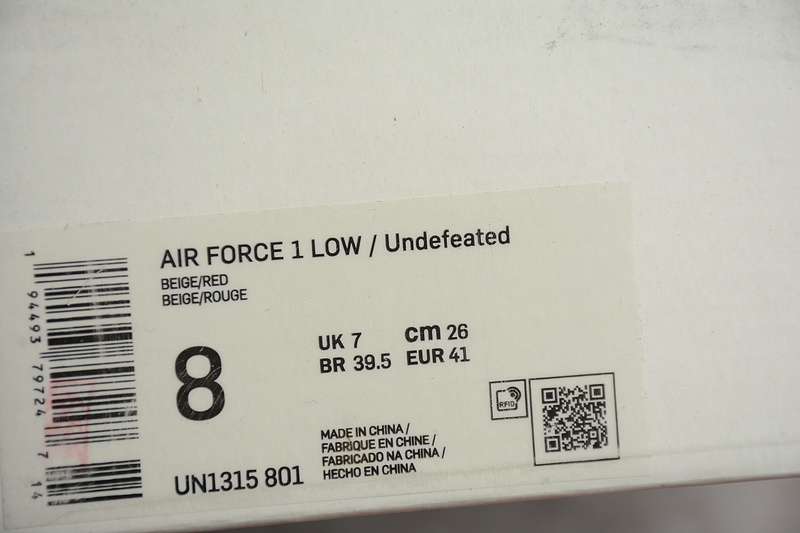 AIR FORCE 1 LOW / Undefeated
BEIGE/RED
BEIGE/ROUGE
8
UK 7 cm 26
BR 39.5 EUR 41
RFID
MADE IN CHINA /
FABRIQUE EN CHINE /
FABRICADO NA CHINA /
HECHO EN CHINA
UN1315 801
1 94493 79724 7 14